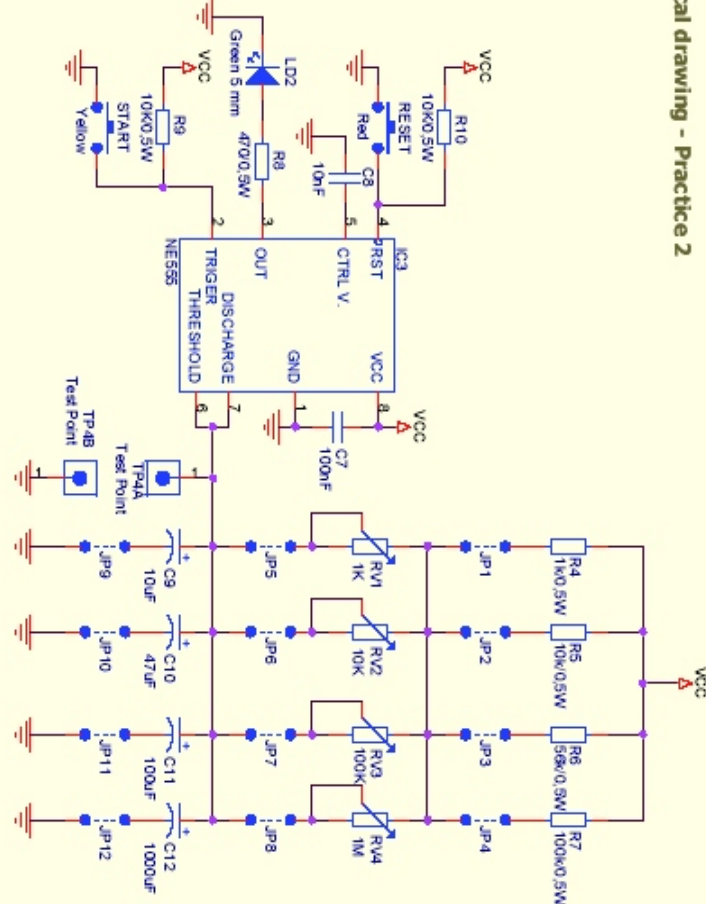 cal drawing - Practice 2
VCC
R10
10K/0,5W
RESET
Red
C8
10nF
LD2
Green 5 mm
R8
470/0,5W
VCC
R9
10K/0,5W
START
Yellow
4
5
3
2
IC3
RST
CTRL V.
OUT
TRIGER
NE555
VCC
GND
DISCHARGE
THRESHOLD
8
1
7
6
VCC
C7
100nF
TP4A
Test Point
1
TP4B
Test Point
1
VCC
R4
1k/0,5W
R5
10k/0,5W
R6
56k/0,5W
R7
100k/0,5W
JP1
JP2
JP3
JP4
RV1
1K
RV2
10K
RV3
100K
RV4
1M
JP5
JP6
JP7
JP8
C9
10uF
C10
47uF
C11
100uF
C12
1000uF
JP9
JP10
JP11
JP12